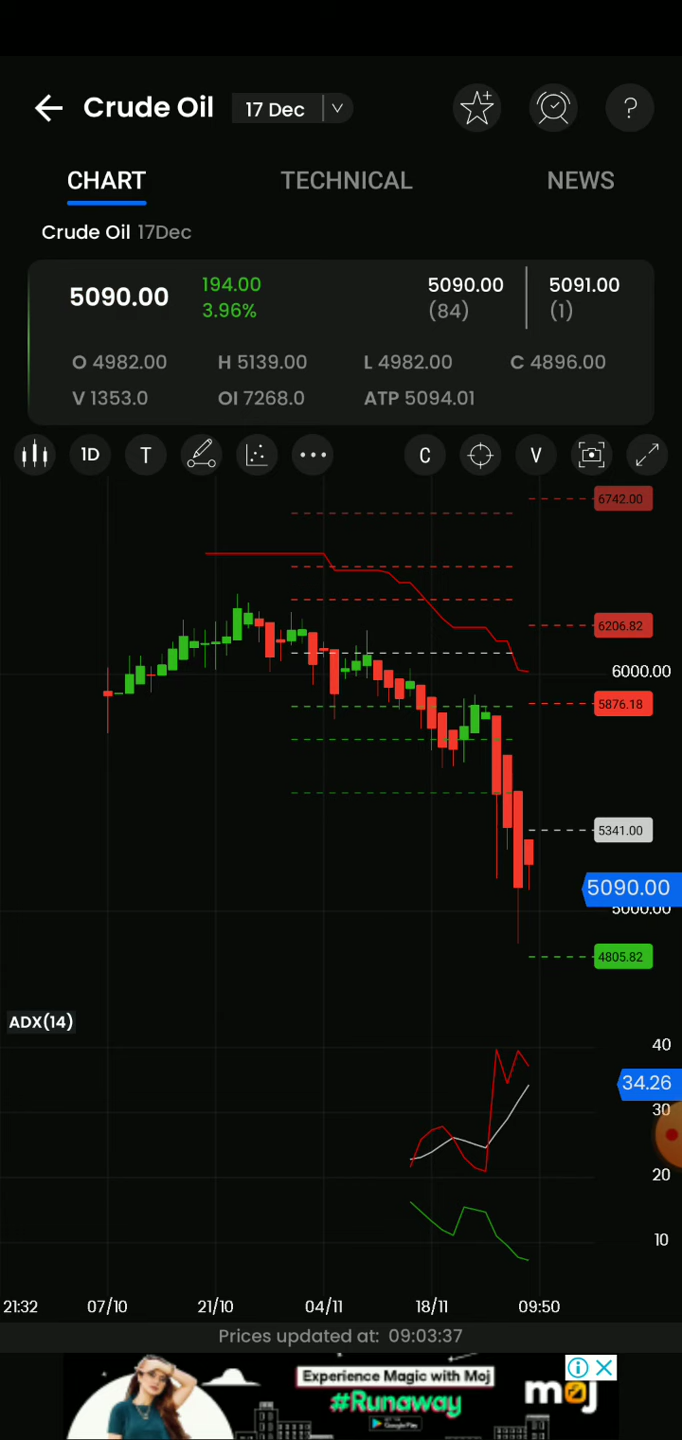 Crude Oil 17 Dec
?
CHART TECHNICAL NEWS
Crude Oil 17Dec
5090.00 194.00 3.96% 5090.00 (84) 5091.00 (1)
O 4982.00 H 5139.00 L 4982.00 C 4896.00
V 1353.0 OI 7268.0 ATP 5094.01
1D T C V
6742.00
6206.82
6000.00
5876.18
5341.00
5090.00
5000.00
4805.82
ADX(14)
40
34.26
30
20
10
21:32 07/10 21/10 04/11 18/11 09:50
Prices updated at: 09:03:37
Experience Magic with Moj
#Runaway
moj
Google Play